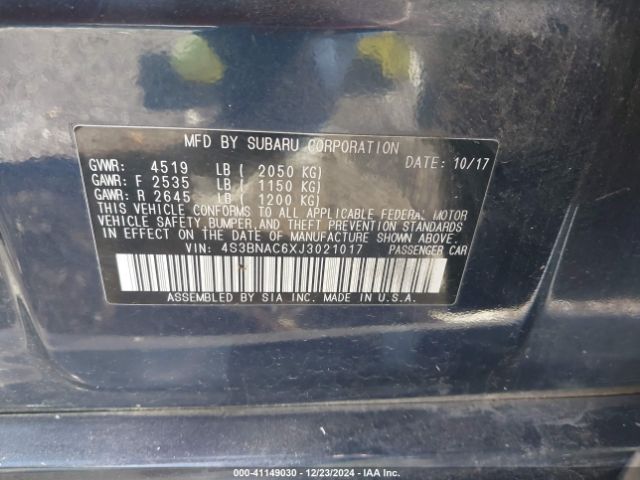 MFD BY SUBARU CORPORATION
GVWR: 4519 LB ( 2050 KG) DATE: 10/17
GAWR: F 2535 LB ( 1150 KG)
GAWR: R 2645 LB ( 1200 KG)
THIS VEHICLE CONFORMS TO ALL APPLICABLE FEDERAL MOTOR
VEHICLE SAFETY, BUMPER, AND THEFT PREVENTION STANDARDS
IN EFFECT ON THE DATE OF MANUFACTURE SHOWN ABOVE.
VIN: 4S3BNAC6XJ3021017 PASSENGER CAR
ASSEMBLED BY SIA INC. MADE IN U.S.A.
000-41149030 - 12/23/2024 - IAA Inc.